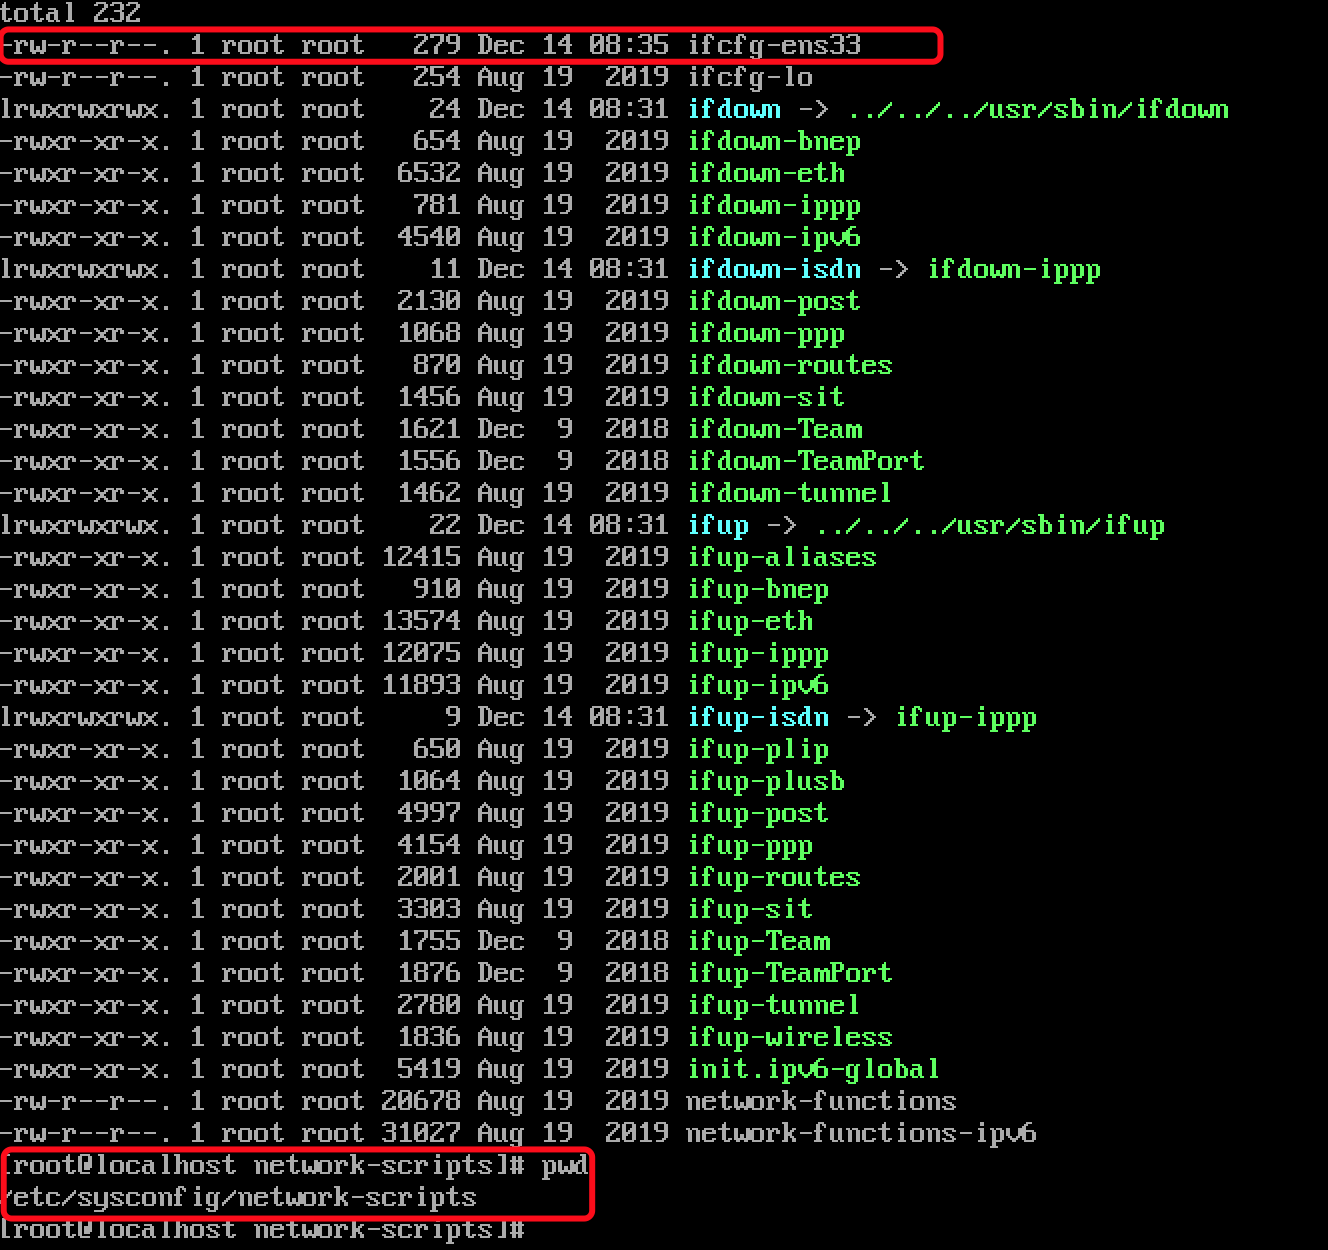 total 232
-rw-r--r--. 1 root root   279 Dec 14 08:35 ifcfg-ens33
-rw-r--r--. 1 root root   254 Aug 19  2019 ifcfg-lo
lrwxrwxrwx. 1 root root    24 Dec 14 08:31 ifdown -> ../../../usr/sbin/ifdown
-rwxr-xr-x. 1 root root   654 Aug 19  2019 ifdown-bnep
-rwxr-xr-x. 1 root root  6532 Aug 19  2019 ifdown-eth
-rwxr-xr-x. 1 root root   781 Aug 19  2019 ifdown-ippp
-rwxr-xr-x. 1 root root  4540 Aug 19  2019 ifdown-ipv6
lrwxrwxrwx. 1 root root    11 Dec 14 08:31 ifdown-isdn -> ifdown-ippp
-rwxr-xr-x. 1 root root  2130 Aug 19  2019 ifdown-post
-rwxr-xr-x. 1 root root  1068 Aug 19  2019 ifdown-ppp
-rwxr-xr-x. 1 root root   870 Aug 19  2019 ifdown-routes
-rwxr-xr-x. 1 root root  1456 Aug 19  2019 ifdown-sit
-rwxr-xr-x. 1 root root  1621 Dec  9  2018 ifdown-Team
-rwxr-xr-x. 1 root root  1556 Dec  9  2018 ifdown-TeamPort
-rwxr-xr-x. 1 root root  1462 Aug 19  2019 ifdown-tunnel
lrwxrwxrwx. 1 root root    22 Dec 14 08:31 ifup -> ../../../usr/sbin/ifup
-rwxr-xr-x. 1 root root 12415 Aug 19  2019 ifup-aliases
-rwxr-xr-x. 1 root root   910 Aug 19  2019 ifup-bnep
-rwxr-xr-x. 1 root root 13574 Aug 19  2019 ifup-eth
-rwxr-xr-x. 1 root root 12075 Aug 19  2019 ifup-ippp
-rwxr-xr-x. 1 root root 11893 Aug 19  2019 ifup-ipv6
lrwxrwxrwx. 1 root root     9 Dec 14 08:31 ifup-isdn -> ifup-ippp
-rwxr-xr-x. 1 root root   650 Aug 19  2019 ifup-plip
-rwxr-xr-x. 1 root root  1064 Aug 19  2019 ifup-plusb
-rwxr-xr-x. 1 root root  4997 Aug 19  2019 ifup-post
-rwxr-xr-x. 1 root root  4154 Aug 19  2019 ifup-ppp
-rwxr-xr-x. 1 root root  2001 Aug 19  2019 ifup-routes
-rwxr-xr-x. 1 root root  3303 Aug 19  2019 ifup-sit
-rwxr-xr-x. 1 root root  1755 Dec  9  2018 ifup-Team
-rwxr-xr-x. 1 root root  1876 Dec  9  2018 ifup-TeamPort
-rwxr-xr-x. 1 root root  2780 Aug 19  2019 ifup-tunnel
-rwxr-xr-x. 1 root root  1836 Aug 19  2019 ifup-wireless
-rwxr-xr-x. 1 root root  5419 Aug 19  2019 init.ipv6-global
-rw-r--r--. 1 root root 20678 Aug 19  2019 network-functions
-rw-r--r--. 1 root root 31027 Aug 19  2019 network-functions-ipv6
[root@localhost network-scripts]# pwd
/etc/sysconfig/network-scripts
[root@localhost network-scripts]#